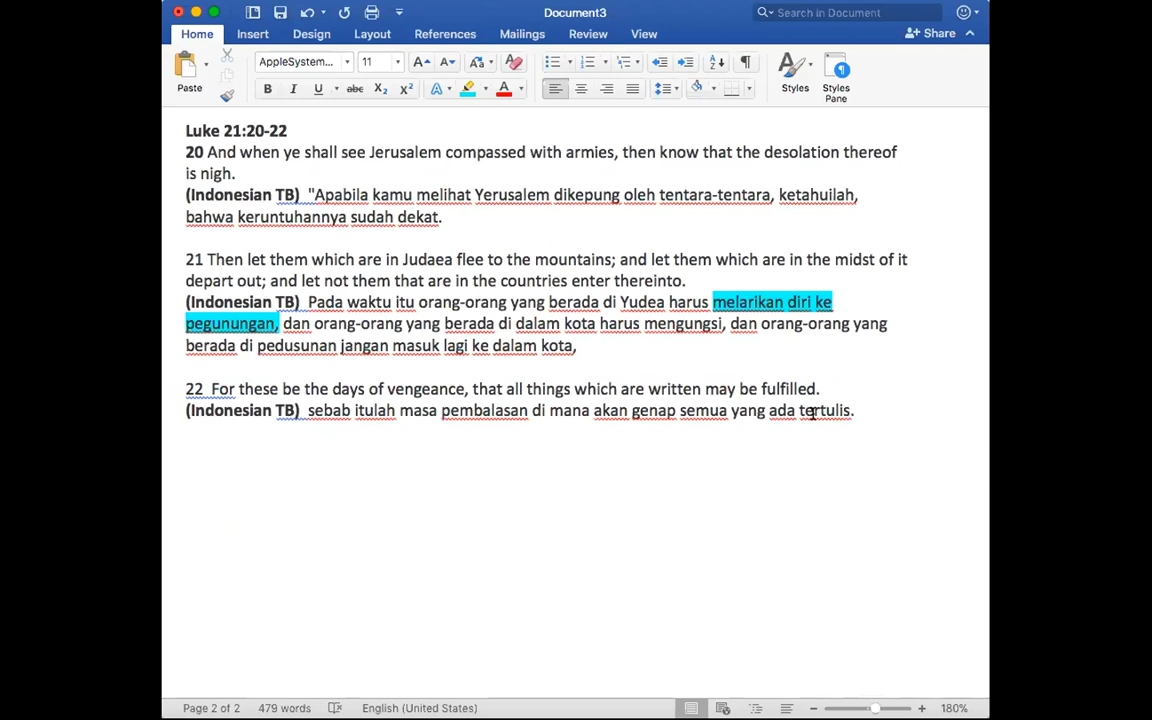 Document3
Search in Document
Home Insert Design Layout References Mailings Review View Share
AppleSystem... 11
Paste
Styles
Styles Pane
Luke 21:20-22
20 And when ye shall see Jerusalem compassed with armies, then know that the desolation thereof
is nigh.
(Indonesian TB) "Apabila kamu melihat Yerusalem dikepung oleh tentara-tentara, ketahuilah,
bahwa keruntuhannya sudah dekat.
21 Then let them which are in Judaea flee to the mountains; and let them which are in the midst of it
depart out; and let not them that are in the countries enter thereinto.
(Indonesian TB) Pada waktu itu orang-orang yang berada di Yudea harus melarikan diri ke
pegunungan, dan orang-orang yang berada di dalam kota harus mengungsi, dan orang-orang yang
berada di pedusunan jangan masuk lagi ke dalam kota,
22 For these be the days of vengeance, that all things which are written may be fulfilled.
(Indonesian TB) sebab itulah masa pembalasan di mana akan genap semua yang ada tertulis.
Page 2 of 2 479 words English (United States) 180%